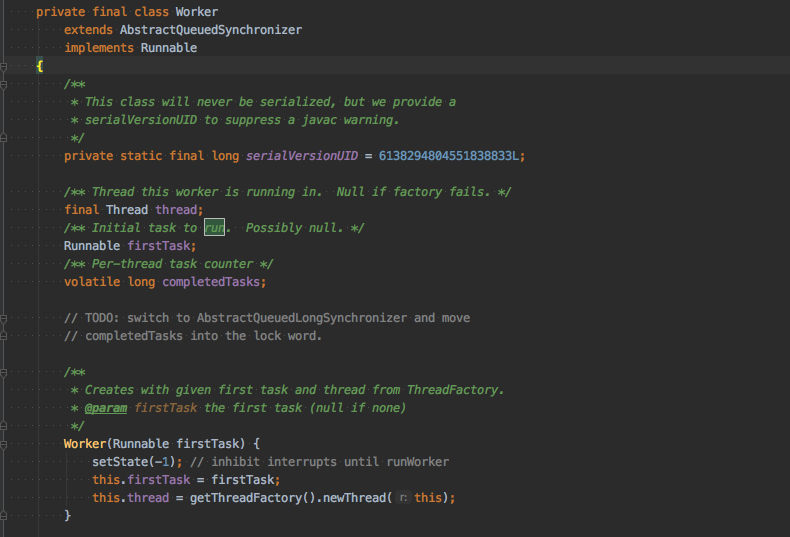 private final class Worker
extends AbstractQueuedSynchronizer
implements Runnable
{
/**
* This class will never be serialized, but we provide a
* serialVersionUID to suppress a javac warning.
*/
private static final long serialVersionUID = 6138294804551838833L;
/** Thread this worker is running in.  Null if factory fails. */
final Thread thread;
/** Initial task to run.  Possibly null. */
Runnable firstTask;
/** Per-thread task counter */
volatile long completedTasks;
// TODO: switch to AbstractQueuedLongSynchronizer and move
// completedTasks into the lock word.
/**
* Creates with given first task and thread from ThreadFactory.
* @param firstTask the first task (null if none)
*/
Worker(Runnable firstTask) {
setState(-1); // inhibit interrupts until runWorker
this.firstTask = firstTask;
this.thread = getThreadFactory().newThread( r: this);
}